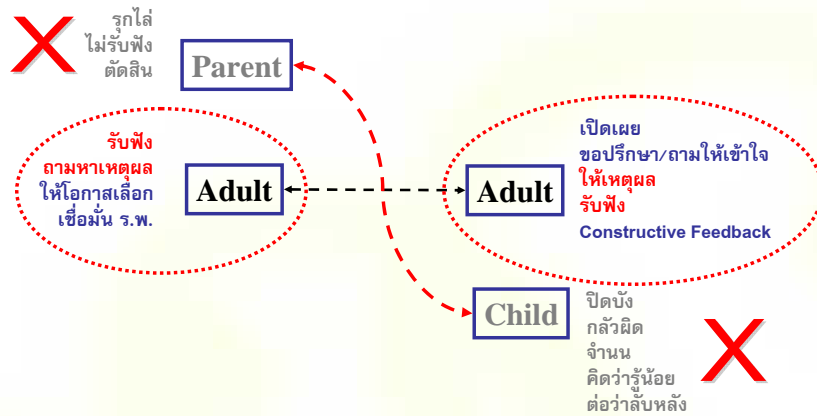 รุกไล่
ไม่รับฟัง
ตัดสิน
Parent
รับฟัง
ถามหาเหตุผล
ให้โอกาสเลือก
เชื่อมั่น ร.พ.
Adult
Adult
เปิดเผย
ขอปรึกษา/ถามให้เข้าใจ
ให้เหตุผล
รับฟัง
Constructive Feedback
Child
ปิดบัง
กลัวผิด
จำนน
คิดว่ารู้น้อย
ต่อว่าลับหลัง